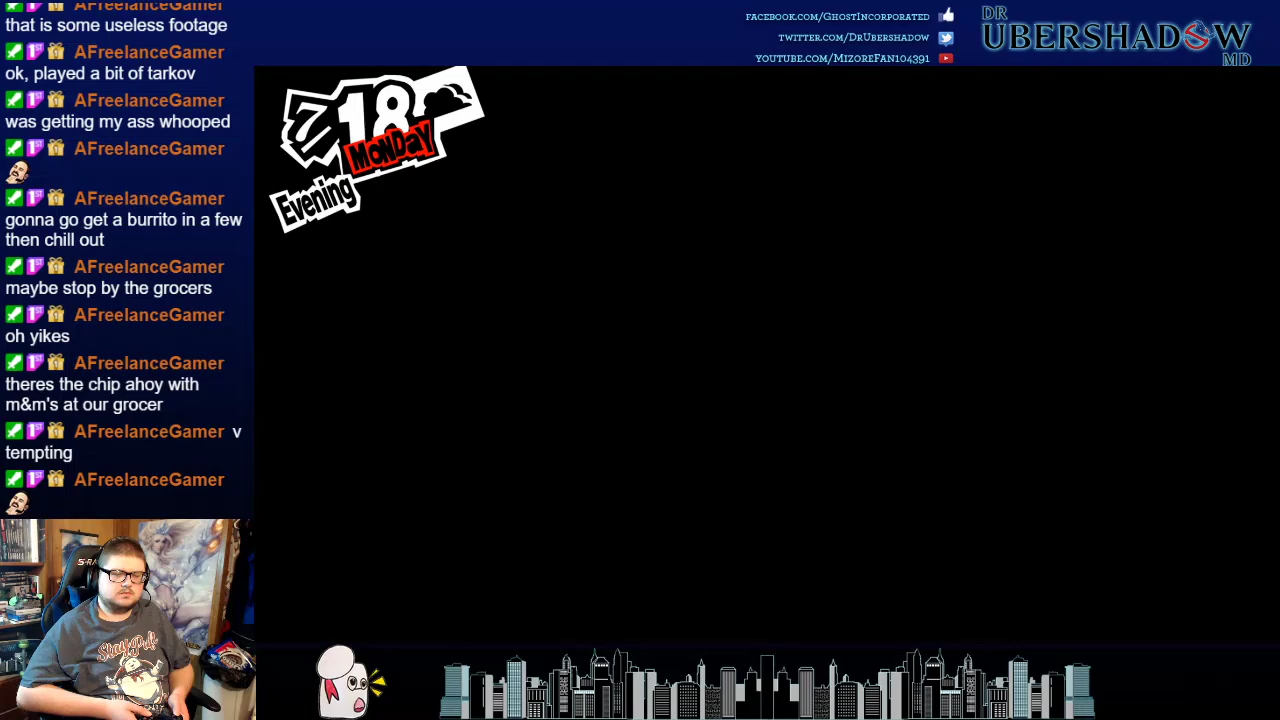 that is some useless footage
AFreelanceGamer
ok, played a bit of tarkov
AFreelanceGamer
was getting my ass whooped
AFreelanceGamer
AFreelanceGamer
gonna go get a burrito in a few
then chill out
AFreelanceGamer
maybe stop by the grocers
AFreelanceGamer
oh yikes
AFreelanceGamer
theres the chip ahoy with
m&m's at our grocer
AFreelanceGamer v
tempting
AFreelanceGamer
facebook.com/GhostIncorporated
twitter.com/DrUbershadow
youtube.com/MizoreFan104391
DR
UBERSHADOW
MD
18
MONDAY
Evening